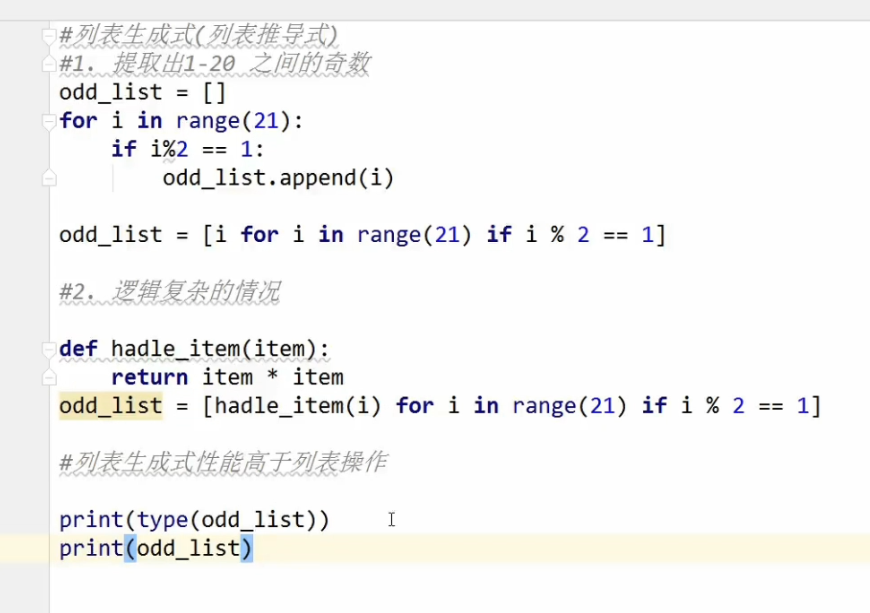 #列表生成式(列表推导式)
#1. 提取出1-20 之间的奇数
odd_list = []
for i in range(21):
    if i%2 == 1:
        odd_list.append(i)
odd_list = [i for i in range(21) if i % 2 == 1]
#2. 逻辑复杂的情况
def hadle_item(item):
    return item * item
odd_list = [hadle_item(i) for i in range(21) if i % 2 == 1]
#列表生成式性能高于列表操作
print(type(odd_list))
print(odd_list)